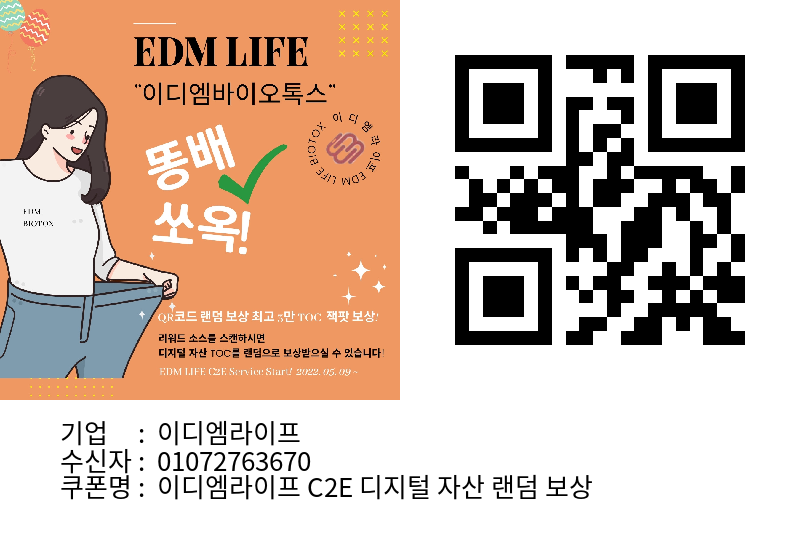 EDM LIFE
"이디엠바이오톡스"
똥배
쏘옥!
이디엠라이프 EDM LIFE BIOTOX
EDM
BIOTOX
QR코드 랜덤 보상 최고 5만 TOC 잭팟 보상!
리워드 소스를 스캔하시면
디지털 자산 TOC를 랜덤으로 보상받으실 수 있습니다!
EDM LIFE C2E Service Start! 2022. 05. 09 ~
기업 : 이디엠라이프
수신자 : 01072763670
쿠폰명 : 이디엠라이프 C2E 디지털 자산 랜덤 보상